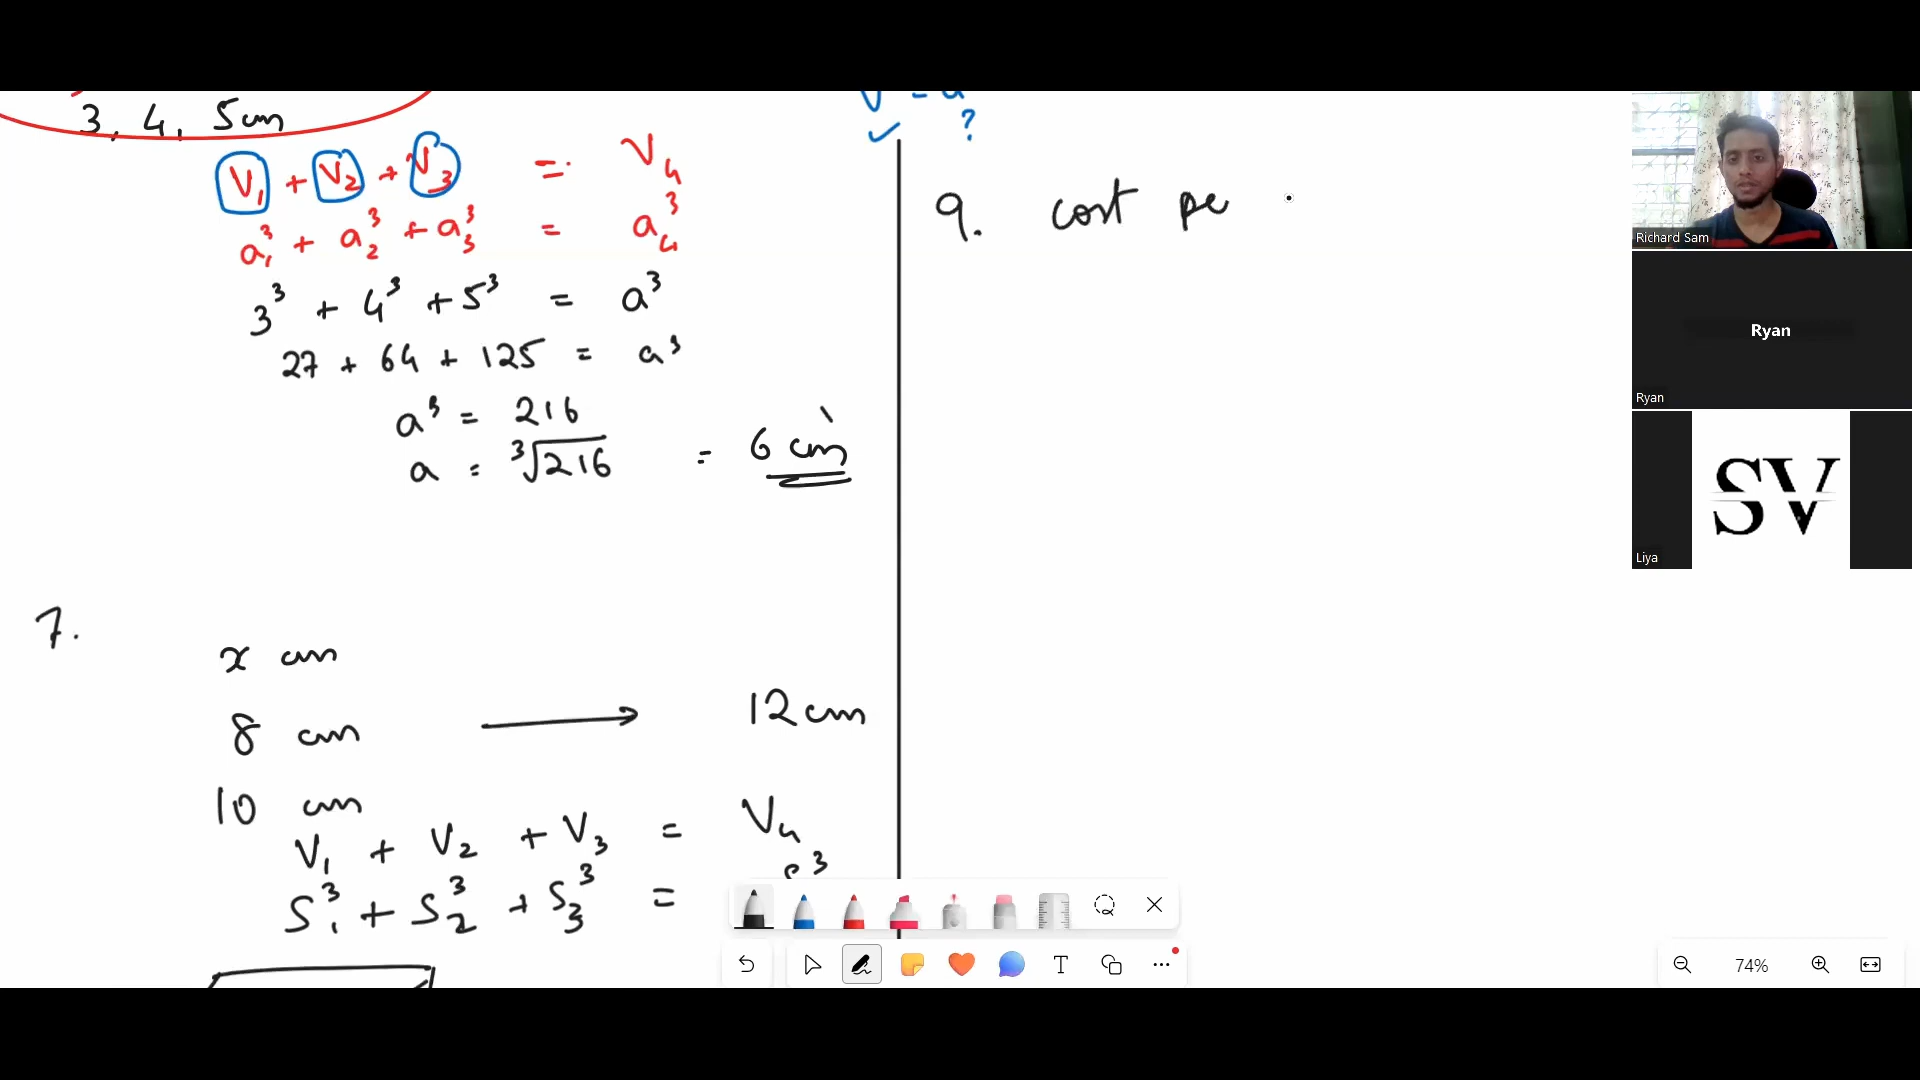 3, 4, 5cm
V₁ + V₂ + V₃ = V₄
a₁³ + a₂³ + a₃³ = a₄³
3³ + 4³ + 5³ = a³
27 + 64 + 125 = a³
a³ = 216
a = ³√216 = 6 cm
7.
x cm
8 cm → 12cm
10 cm
V₁ + V₂ + V₃ = V₄
S₁³ + S₂³ + S₃³ =
?
9. cost pe
Richard Sam
Ryan
Ryan
SV
Liya
T
74%